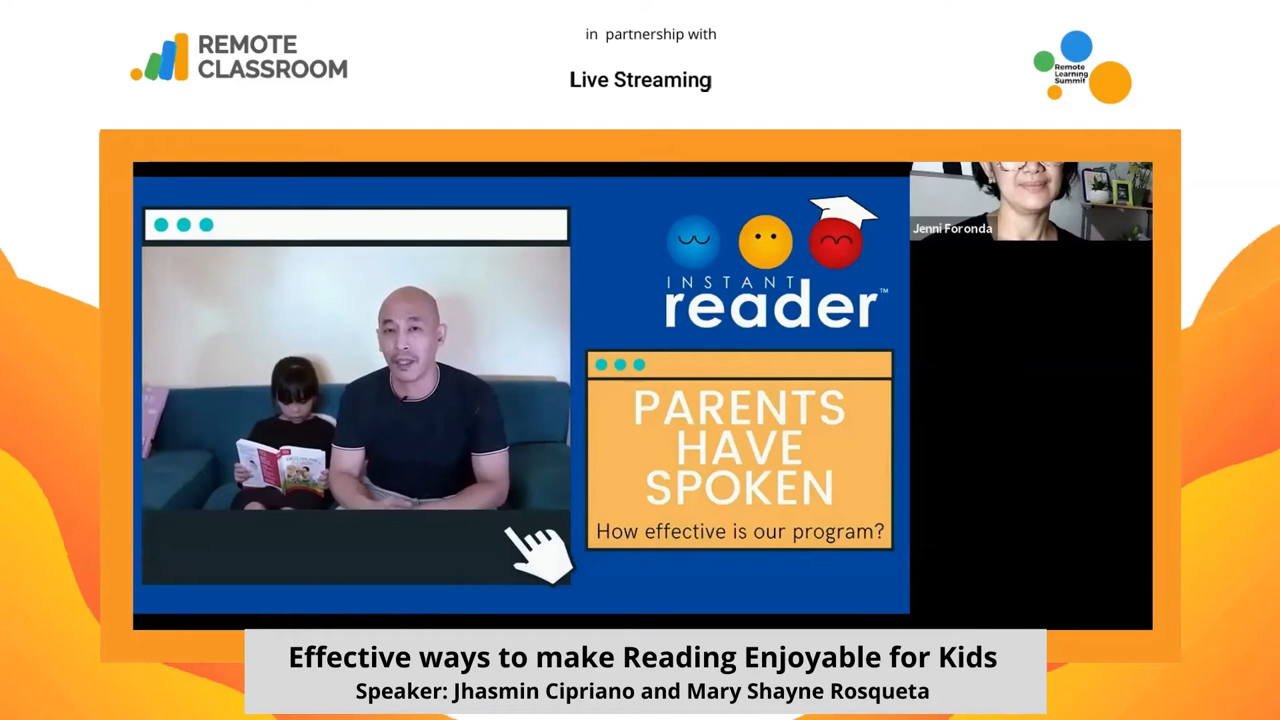 REMOTE
CLASSROOM
in partnership with
Live Streaming
Remote
Learning
Summit
INSTANT
reader™
Jenni Foronda
PARENTS
HAVE
SPOKEN
How effective is our program?
Effective ways to make Reading Enjoyable for Kids
Speaker: Jhasmin Cipriano and Mary Shayne Rosqueta